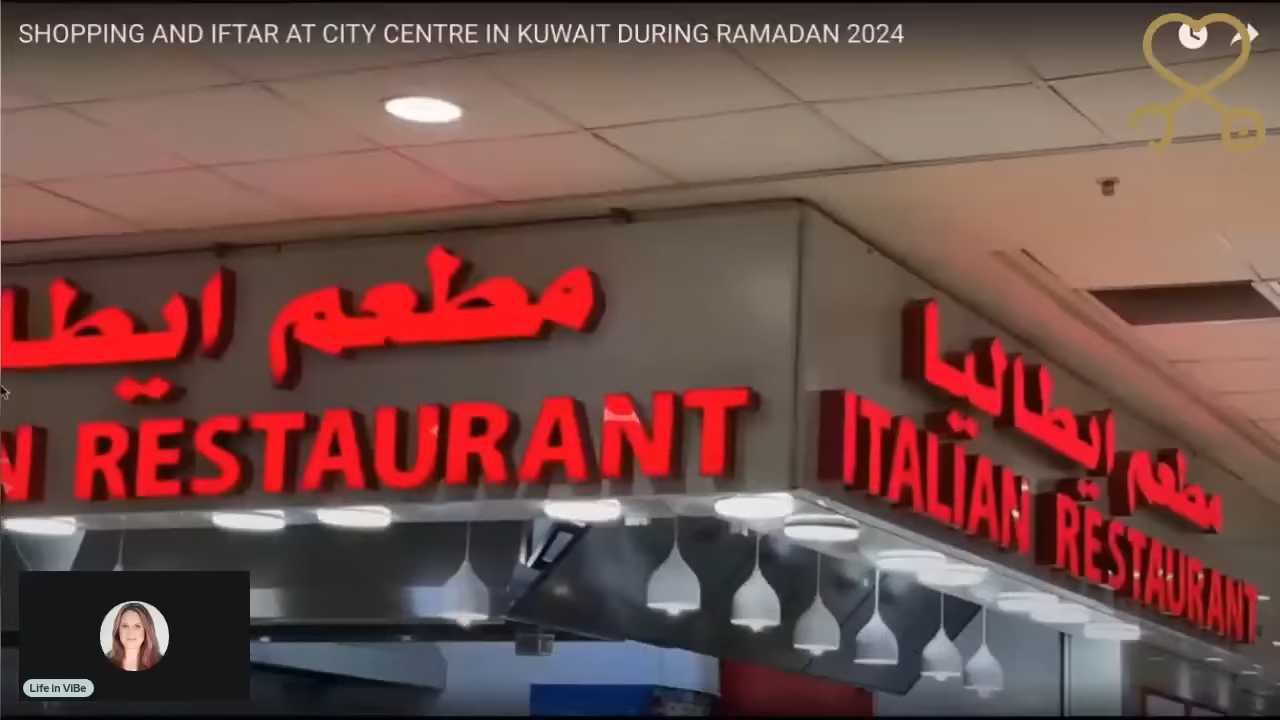 SHOPPING AND IFTAR AT CITY CENTRE IN KUWAIT DURING RAMADAN 2024
مطعم ايطا
N RESTAURANT
مطعم ايطاليا
ITALIAN RESTAURANT
Life in ViBe